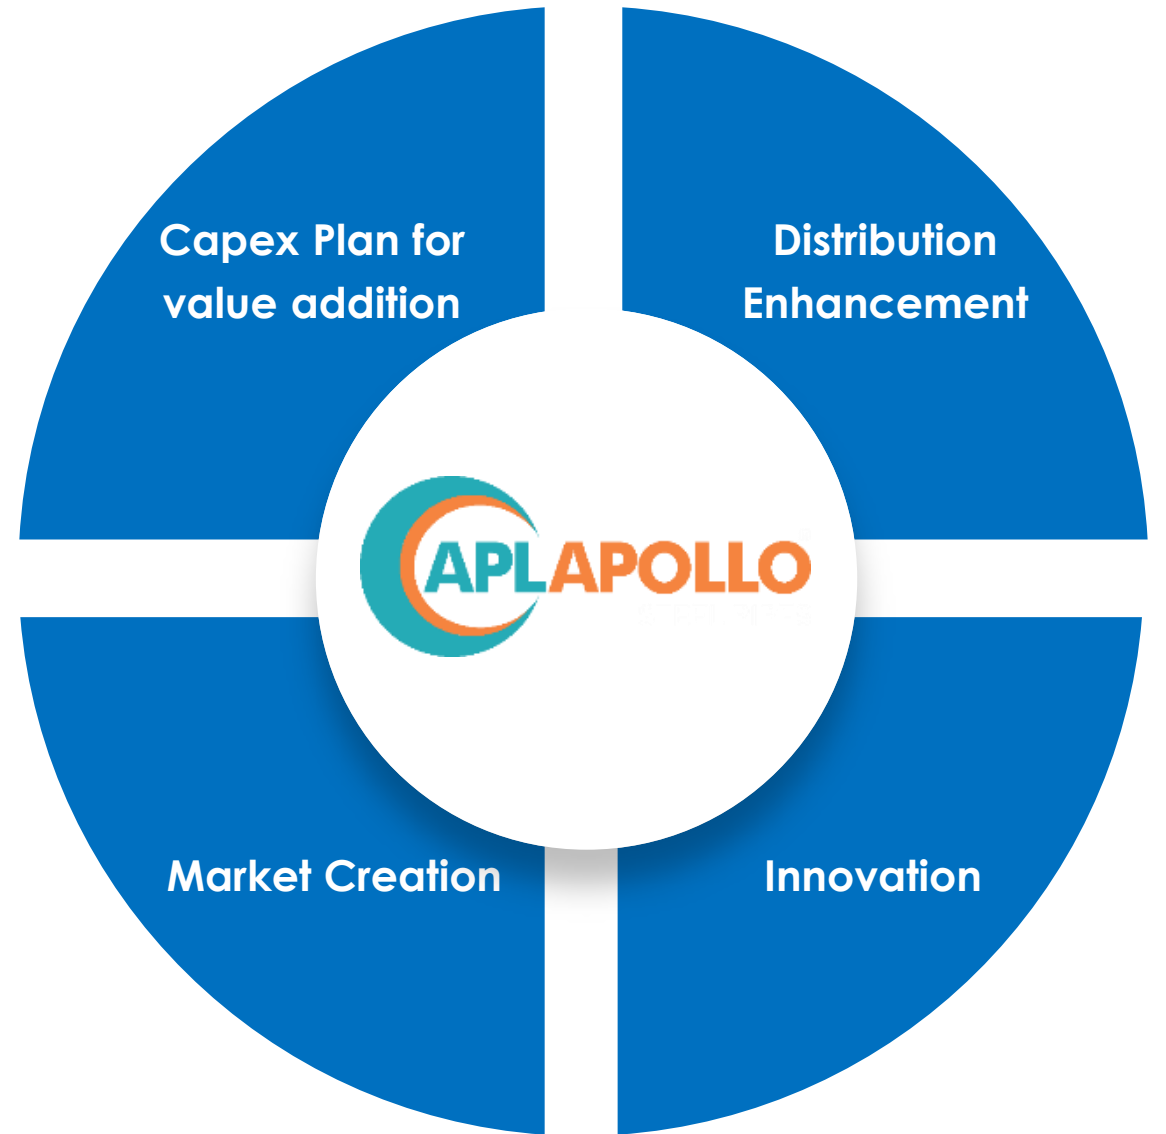 Capex Plan for
value addition
Distribution
Enhancement
APLAPOLLO
Market Creation
Innovation